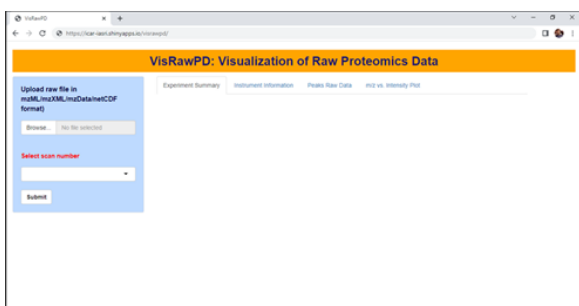 VisRawPD
https://icar-iasri.shinyapps.io/visrawpd/
VisRawPD: Visualization of Raw Proteomics Data
Upload raw file in
mzML/mzXML/mzData/netCDF
format)
Browse... No file selected
Select scan number
Submit
Experiment Summary Instrument Information Peaks Raw Data m/z vs. Intensity Plot